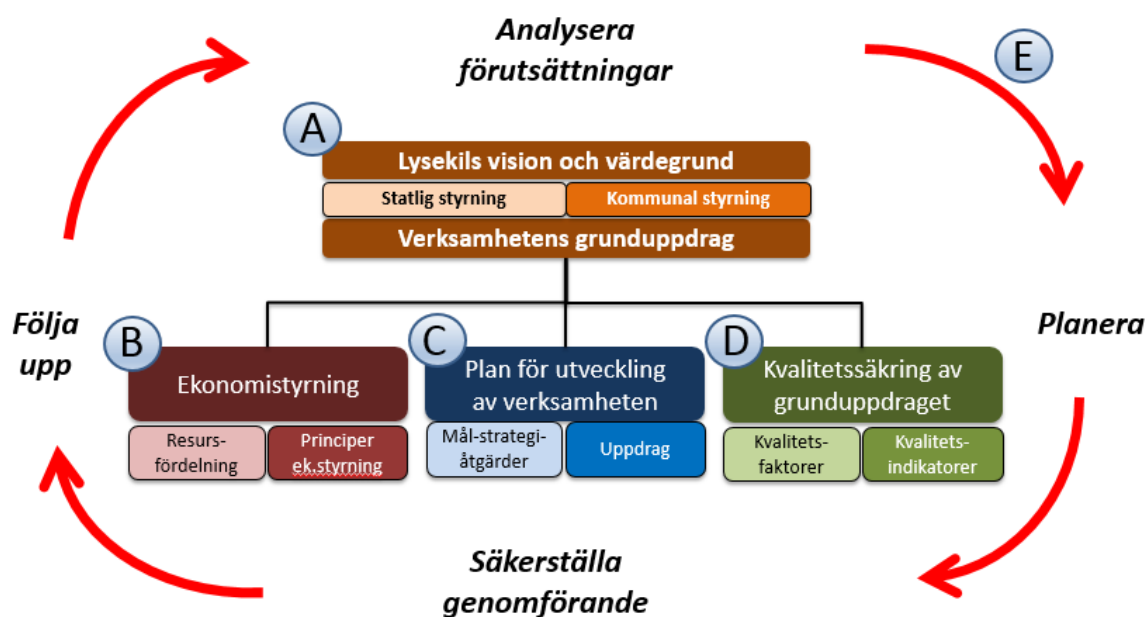 Analysera
förutsättningar
E
A
Lysekils vision och värdegrund
Statlig styrning
Kommunal styrning
Verksamhetens grunduppdrag
Följa
upp
Planera
B
Ekonomistyrning
Resurs-
fördelning
Principer
ek.styrning
C
Plan för utveckling
av verksamheten
Mål-strategi-
åtgärder
Uppdrag
D
Kvalitetssäkring av
grunduppdraget
Kvalitets-
faktorer
Kvalitets-
indikatorer
Säkerställa
genomförande